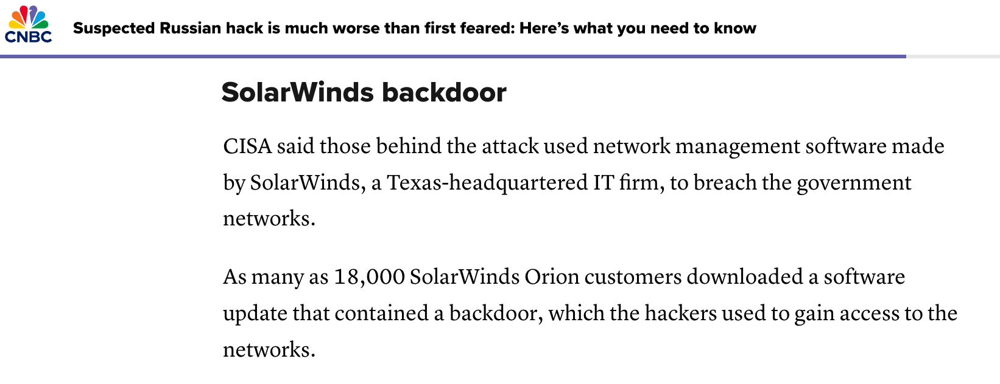 CNBC
Suspected Russian hack is much worse than first feared: Here’s what you need to know
SolarWinds backdoor
CISA said those behind the attack used network management software made
by SolarWinds, a Texas-headquartered IT firm, to breach the government
networks.
As many as 18,000 SolarWinds Orion customers downloaded a software
update that contained a backdoor, which the hackers used to gain access to the
networks.